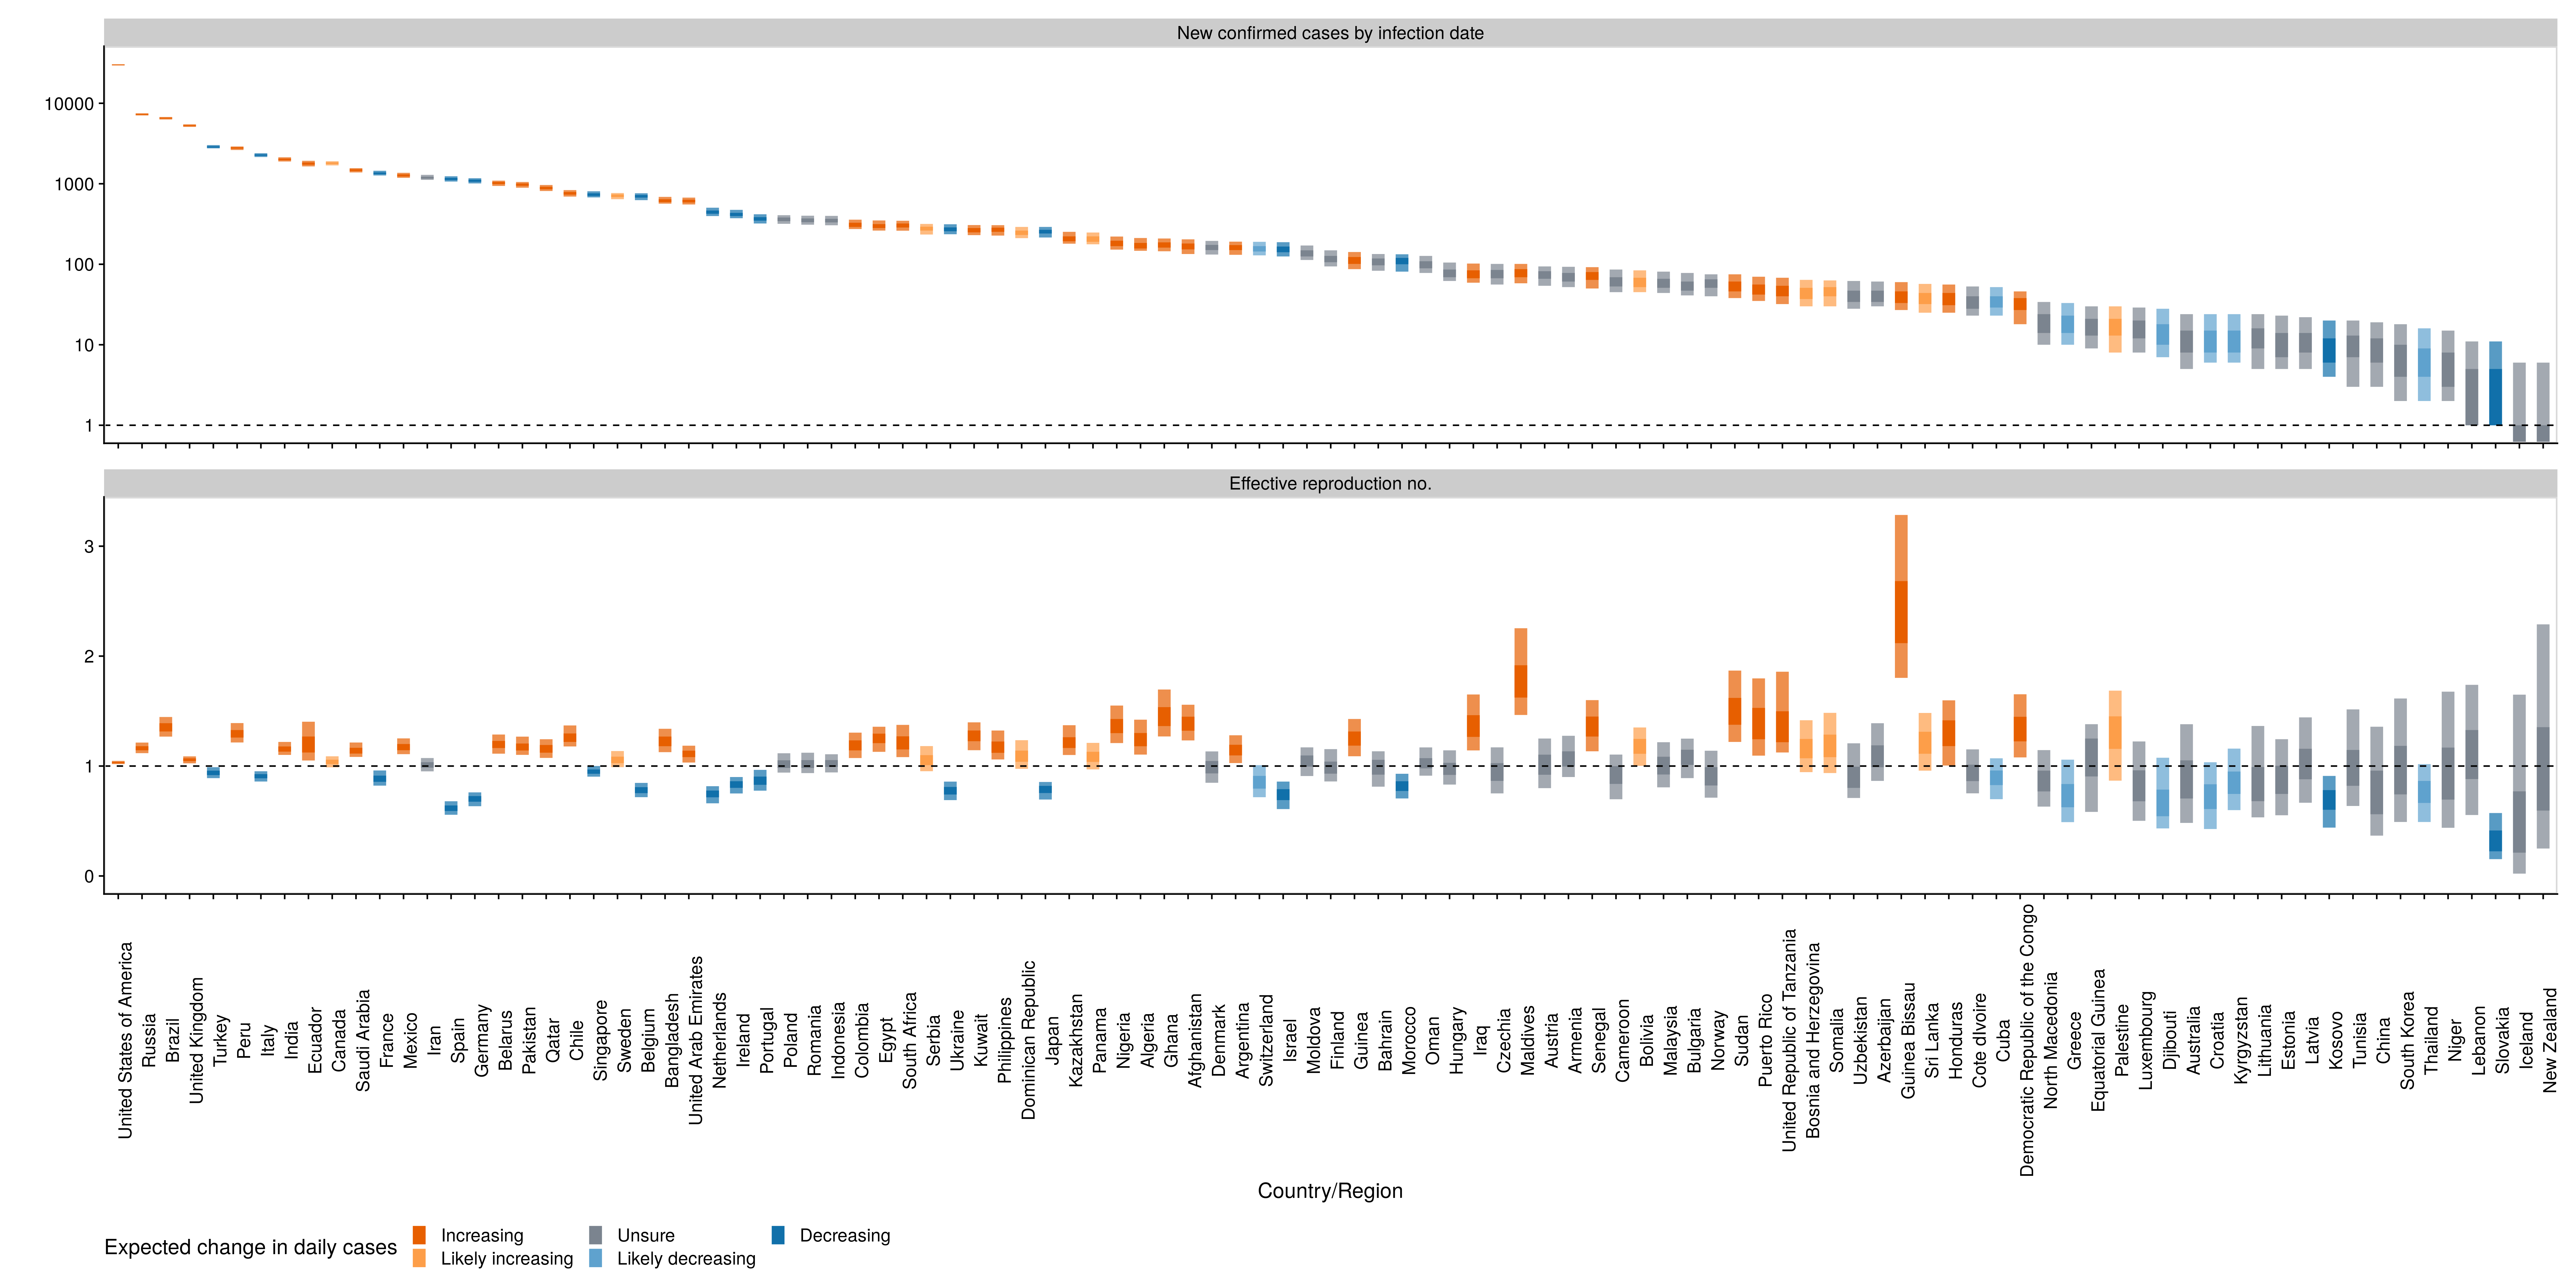 New confirmed cases by infection date
10000
1000
100
10
1
Effective reproduction no.
3
2
1
0
United States of America
Russia
Brazil
United Kingdom
Turkey
Peru
Italy
India
Ecuador
Canada
Saudi Arabia
France
Mexico
Iran
Spain
Germany
Belarus
Pakistan
Qatar
Chile
Singapore
Sweden
Belgium
Bangladesh
United Arab Emirates
Netherlands
Ireland
Portugal
Poland
Romania
Indonesia
Colombia
Egypt
South Africa
Serbia
Ukraine
Kuwait
Philippines
Dominican Republic
Japan
Kazakhstan
Panama
Nigeria
Algeria
Ghana
Afghanistan
Denmark
Argentina
Switzerland
Israel
Moldova
Finland
Guinea
Bahrain
Morocco
Oman
Hungary
Iraq
Czechia
Maldives
Austria
Armenia
Senegal
Cameroon
Bolivia
Malaysia
Bulgaria
Norway
Sudan
Puerto Rico
United Republic of Tanzania
Bosnia and Herzegovina
Somalia
Uzbekistan
Azerbaijan
Guinea Bissau
Sri Lanka
Honduras
Cote dIvoire
Cuba
Democratic Republic of the Congo
North Macedonia
Greece
Equatorial Guinea
Palestine
Luxembourg
Djibouti
Australia
Croatia
Kyrgyzstan
Lithuania
Estonia
Latvia
Kosovo
Tunisia
China
South Korea
Thailand
Niger
Lebanon
Slovakia
Iceland
New Zealand
Country/Region
Expected change in daily cases
Increasing
Unsure
Decreasing
Likely increasing
Likely decreasing